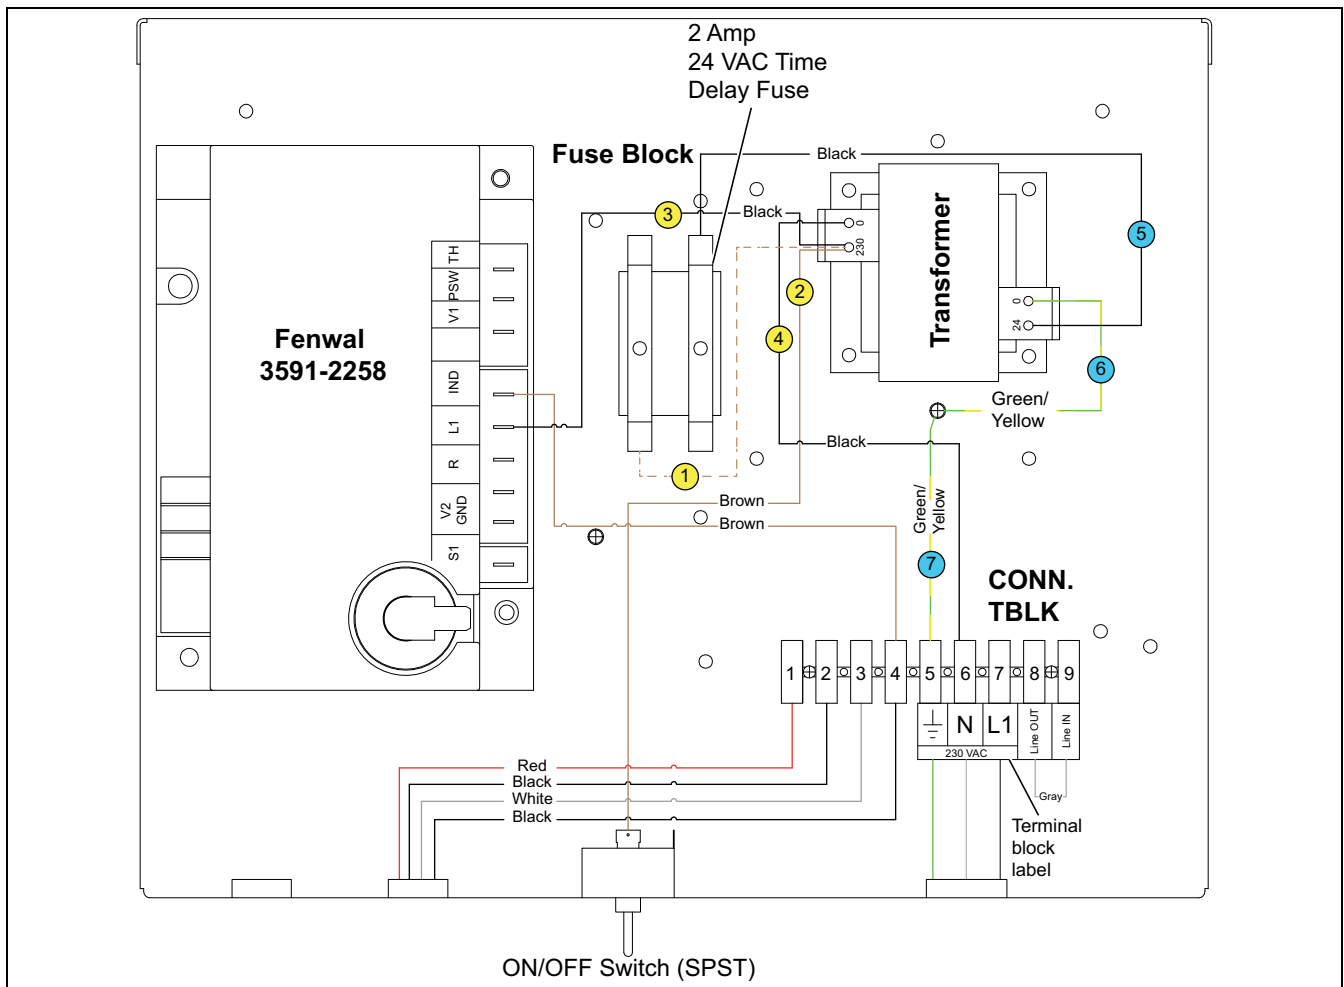 2 Amp
24 VAC Time
Delay Fuse
Fuse Block
Black
3
Black
0
230
Transformer
5
2
4
0
24
6
TH
PSW
V1
Fenwal
3591-2258
IND
L1
R
V2
GND
S1
Green/
Yellow
Black
1
Brown
Brown
Green/
Yellow
7
CONN.
TBLK
1
2
3
4
5
6
7
8
9
N
L1
Line OUT
Line IN
230 VAC
Red
Black
White
Black
Gray
Terminal
block
label
ON/OFF Switch (SPST)